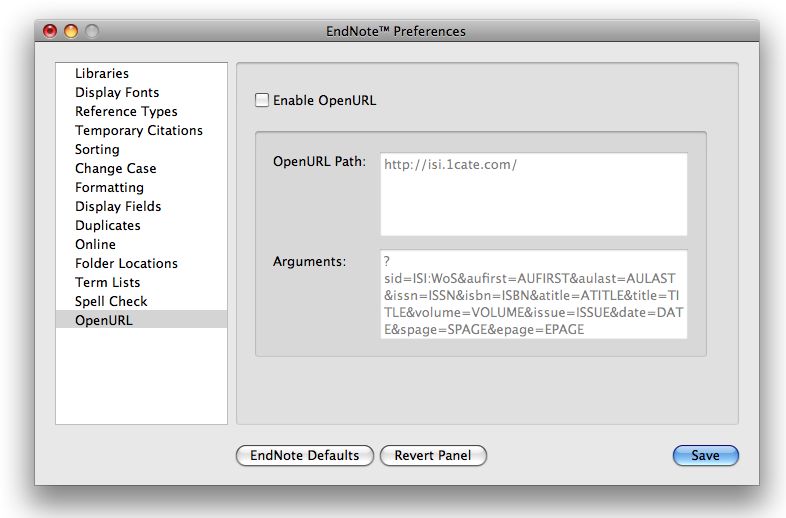 EndNote™ Preferences
Libraries
Display Fonts
Reference Types
Temporary Citations
Sorting
Change Case
Formatting
Display Fields
Duplicates
Online
Folder Locations
Term Lists
Spell Check
OpenURL
Enable OpenURL
OpenURL Path:
http://isi.1cate.com/
Arguments:
?
sid=ISI:WoS&aufirst=AUFIRST&aulast=AULAST
&issn=ISSN&isbn=ISBN&atitle=ATITLE&title=TI
TLE&volume=VOLUME&issue=ISSUE&date=DAT
E&spage=SPAGE&epage=EPAGE
EndNote Defaults
Revert Panel
Save